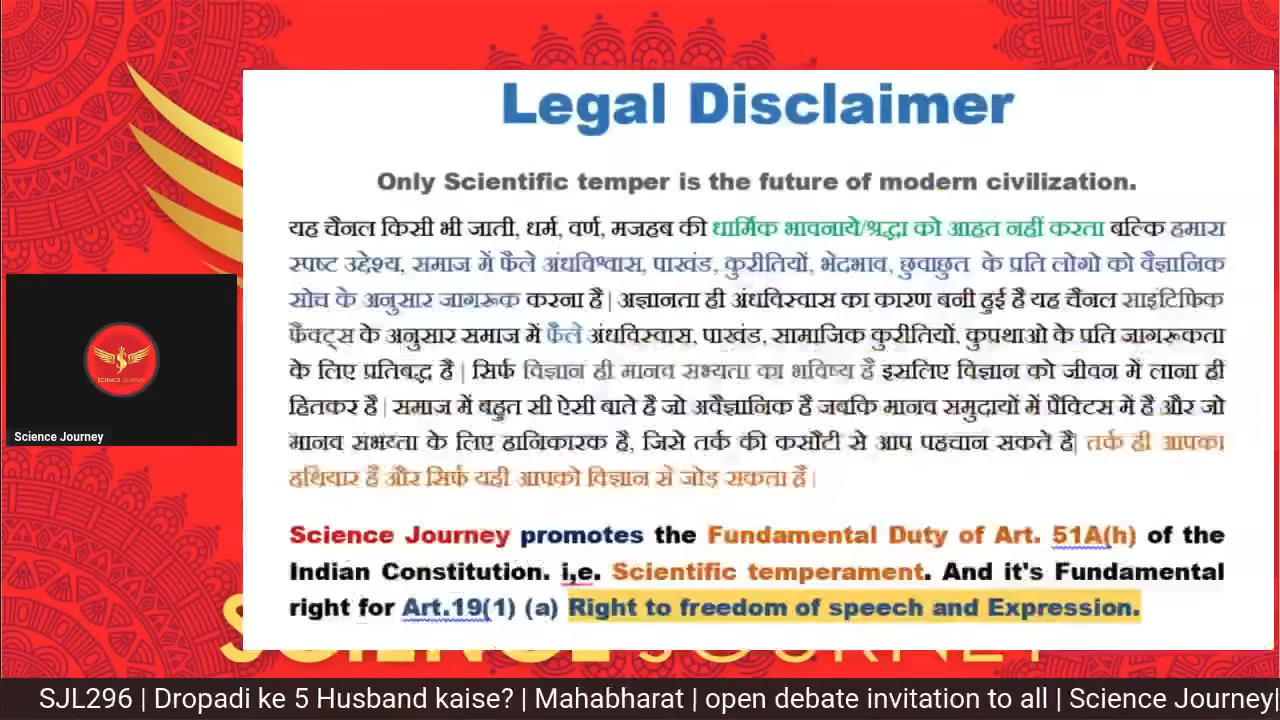 Legal Disclaimer
Only Scientific temper is the future of modern civilization.
यह चैनल किसी भी जाती, धर्म, वर्ण, मजहब की धार्मिक भावनाये/श्रद्धा को आहत नहीं करता बल्कि हमारा
स्पष्ट उद्देश्य, समाज में फैले अंधविश्वास, पाखंड, कुरीतियों, भेदभाव, छुवाछुत के प्रति लोगो को वैज्ञानिक
सोच के अनुसार जागरूक करना है | अज्ञानता ही अंधविस्वास का कारण बनी हुई है यह चैनल साइंटिफिक
फैक्ट्स के अनुसार समाज में फैले अंधविस्वास, पाखंड, सामाजिक कुरीतियों, कुपथाओ के प्रति जागरूकता
के लिए प्रतिबद्ध है | सिर्फ विज्ञान ही मानव सभ्यता का भविष्य है इसलिए विज्ञान को जीवन में लाना ही
हितकर है | समाज में बहुत सी ऐसी बाते है जो अवैज्ञानिक है जबकि मानव समुदायों में पैक्टिस में है और जो
मानव संभय्ता के लिए हानिकारक है, जिसे तर्क की कसौटी से आप पहचान सकते है| तर्क ही आपका
हथियार है और सिर्फ यही आपको विज्ञान से जोड़ सकता है |
Science Journey promotes the Fundamental Duty of Art. 51A(h) of the
Indian Constitution. i,e. Scientific temperament. And it's Fundamental
right for Art.19(1) (a) Right to freedom of speech and Expression.
SCIENCE JOURNEY
Science Journey
SCIENCE JOURNEY
SJL296 | Dropadi ke 5 Husband kaise? | Mahabharat | open debate invitation to all | Science Journey|